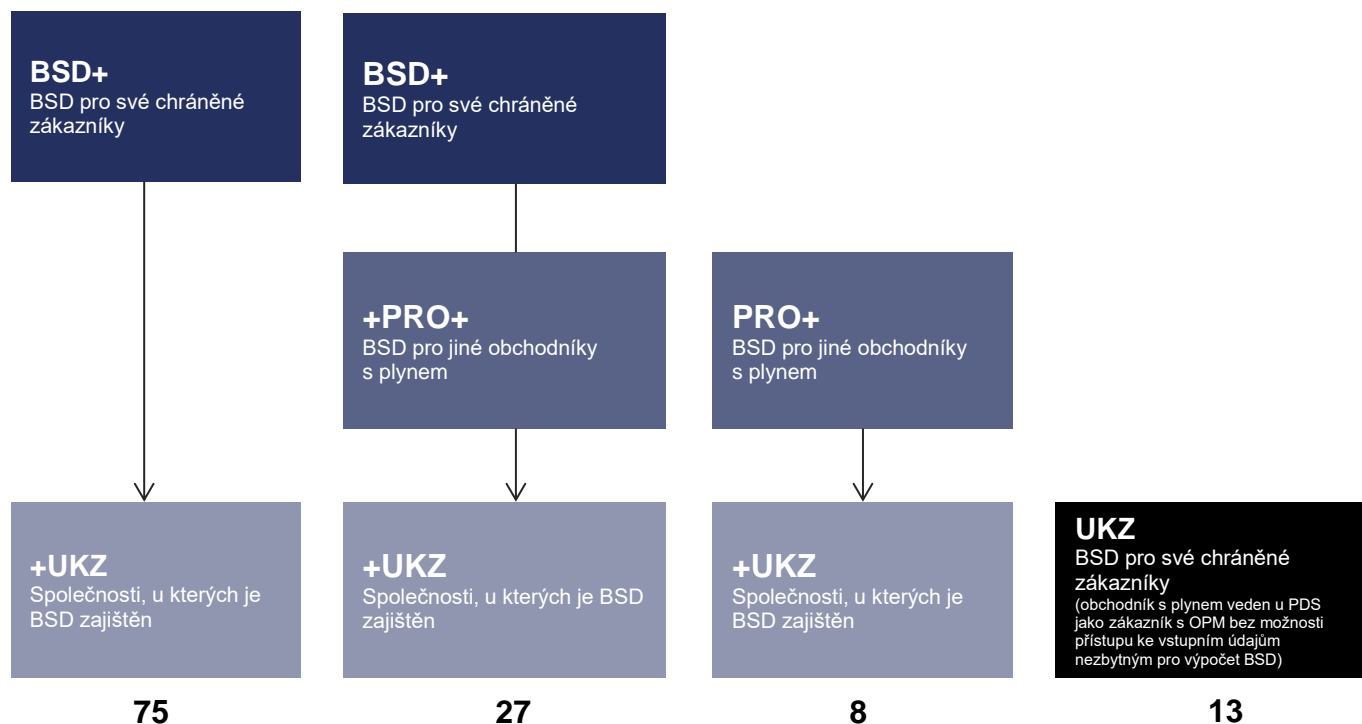 BSD+
BSD pro své chráněné
zákazníky
BSD+
BSD pro své chráněné
zákazníky
+PRO+
BSD pro jiné obchodníky
s plynem
PRO+
BSD pro jiné obchodníky
s plynem
+UKZ
Společnosti, u kterých je
BSD zajištěn
+UKZ
Společnosti, u kterých je BSD
zajištěn
+UKZ
Společnosti, u kterých je
BSD zajištěn
UKZ
BSD pro své chráněné
zákazníky
(obchodník s plynem veden u PDS
jako zákazník s OPM bez možnosti
přístupu ke vstupním údajům
nezbytným pro výpočet BSD)
75
27
8
13